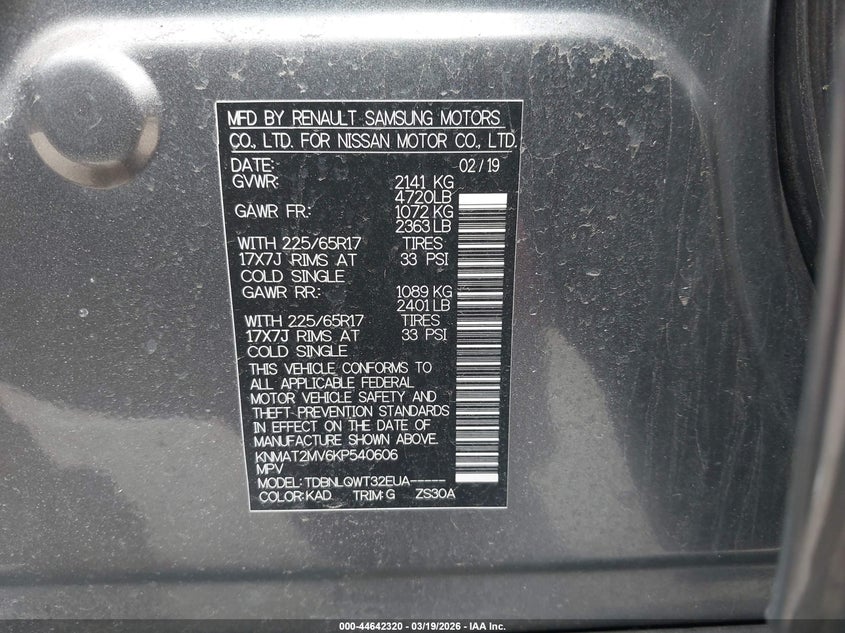 MFD BY RENAULT SAMSUNG MOTORS
CO., LTD. FOR NISSAN MOTOR CO., LTD.
DATE: 02/19
GVWR: 2141 KG
4720LB
GAWR FR.: 1072 KG
2363 LB
WITH 225/65R17 TIRES
17X7J RIMS AT 33 PSI
COLD SINGLE
GAWR RR.: 1089 KG
2401 LB
WITH 225/65R17 TIRES
17X7J RIMS AT 33 PSI
COLD SINGLE
THIS VEHICLE CONFORMS TO
ALL APPLICABLE FEDERAL
MOTOR VEHICLE SAFETY AND
THEFT PREVENTION STANDARDS
IN EFFECT ON THE DATE OF
MANUFACTURE SHOWN ABOVE.
KNMAT2MV6KP540606
MPV
MODEL: TDBNLQWT32EUA-----
COLOR: KAD TRIM: G ZS30A
000-44642320 - 03/19/2026 - IAA Inc.